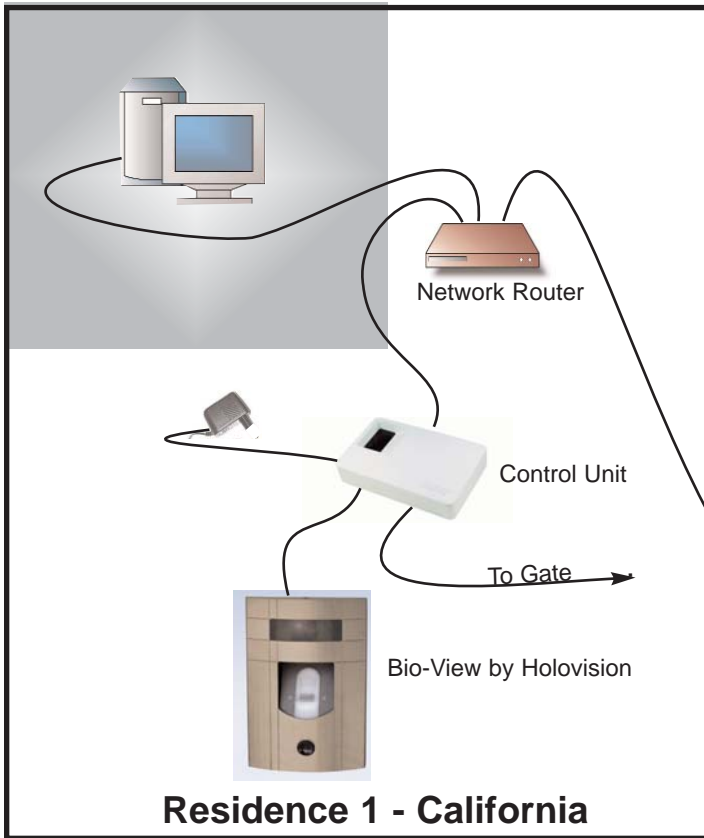 Network Router
Control Unit
To Gate
Bio-View by Holovision
Residence 1 - California